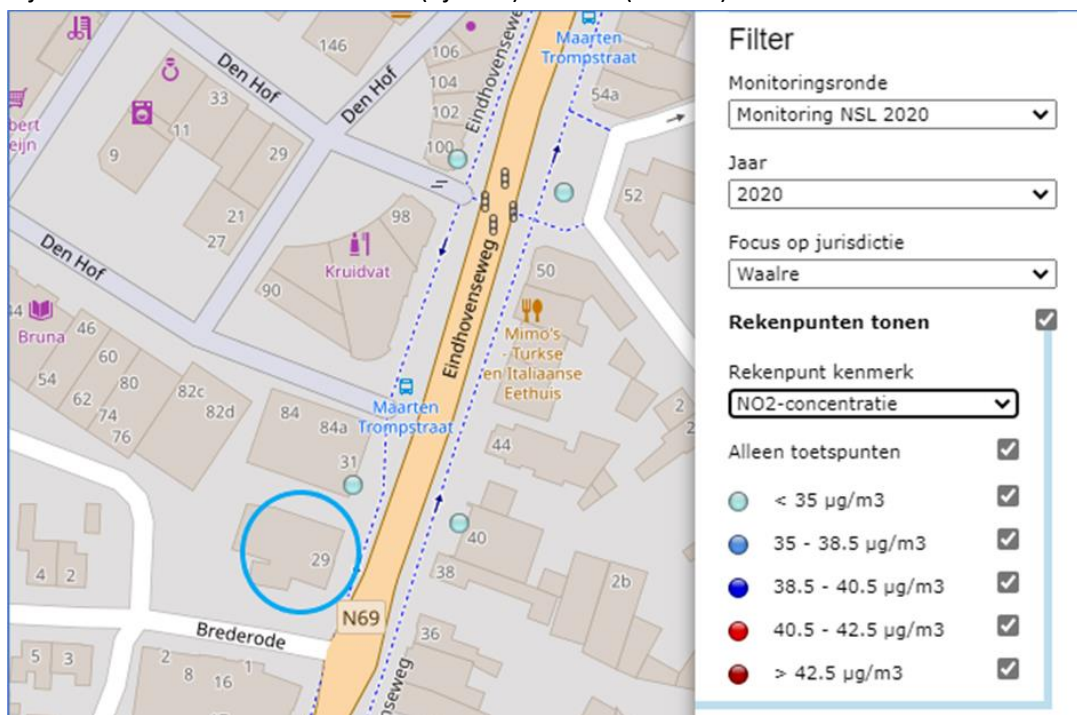 146
Den Hof
Den Hof
33
11
9
29
21
27
Den Hof
98
Kruidvat
90
Bruna
46
60
54
62
74
80
76
82c
82d
84
84a
31
29
4
2
Brederode
5
3
2
8
16
1
106
104
102
100
Maarten
Trompstraat
54a
52
50
Mimo's
- Turkse
en Italiaanse
Eethuis
Eindhovenseweg
Maarten
Trompstraat
44
40
38
36
2b
2
N69
Filter
Monitoringsronde
Monitoring NSL 2020
Jaar
2020
Focus op jurisdictie
Waalre
Rekenpunten tonen
Rekenpunt kenmerk
NO2-concentratie
Alleen toetspunten
< 35 µg/m3
35 - 38.5 µg/m3
38.5 - 40.5 µg/m3
40.5 - 42.5 µg/m3
> 42.5 µg/m3